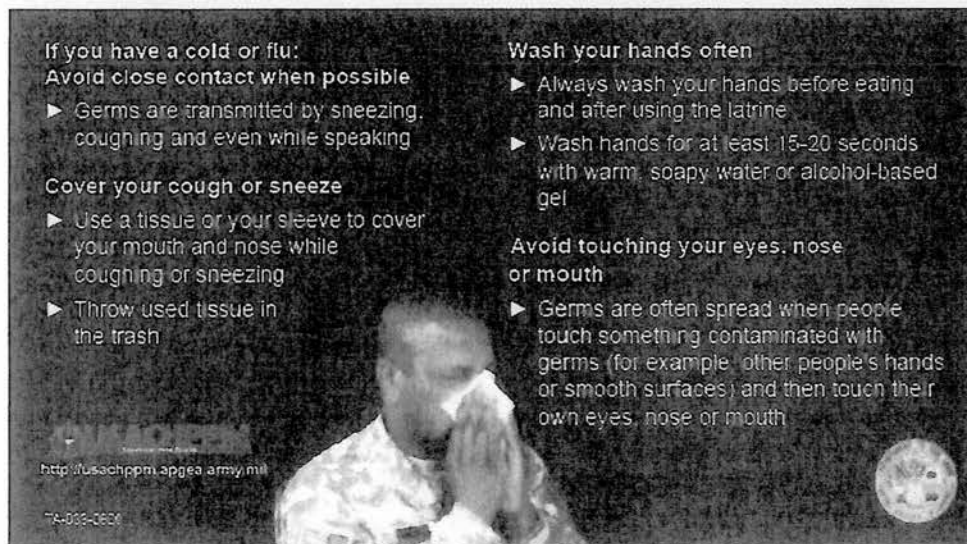 If you have a cold or flu:
Avoid close contact when possible
► Germs are transmitted by sneezing,
coughing and even while speaking
Cover your cough or sneeze
► Use a tissue or your sleeve to cover
your mouth and nose while
coughing or sneezing
► Throw used tissue in
the trash
http://usachppm.apgea.army.mil
Wash your hands often
► Always wash your hands before eating
and after using the latrine
► Wash hands for at least 15-20 seconds
with warm, soapy water or alcohol-based
gel
Avoid touching your eyes, nose
or mouth
► Germs are often spread when people
touch something contaminated with
germs (for example, other people's hands
or smooth surfaces) and then touch their
own eyes, nose or mouth